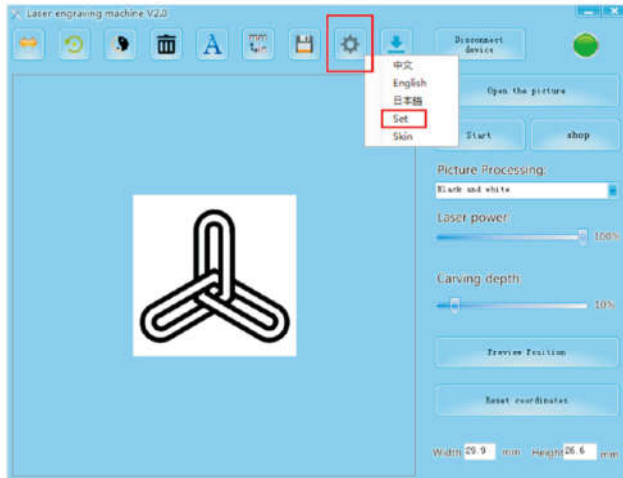 Laser engraving machine V2.0
A
mm
in
Disconnect
device
中文
English
日本語
Set
Skin
Open the picture
Start
shop
Picture Processing:
Black and white
Laser power:
100%
Carving depth:
10%
Preview Position
Reset coordinates
Width 29.9 mm Height 26.6 mm